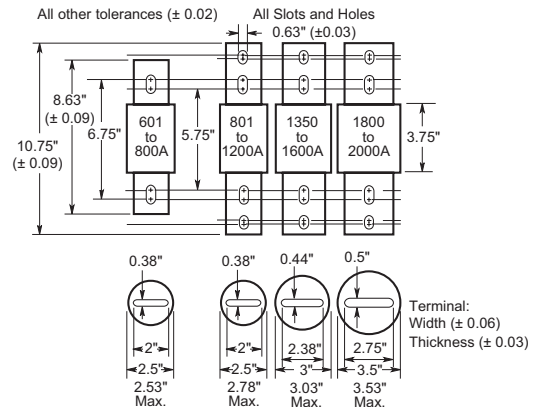 All other tolerances (± 0.02)
All Slots and Holes
0.63" (±0.03)
8.63"
(± 0.09)
10.75"
(± 0.09)
6.75"
601
to
800A
5.75"
801
to
1200A
1350
to
1600A
1800
to
2000A
3.75"
0.38"
0.38"
0.44"
0.5"
Terminal:
Width (± 0.06)
Thickness (± 0.03)
2"
2.5"
2.53"
Max.
2"
2.5"
2.78"
Max.
2.38"
3"
3.03"
Max.
2.75"
3.5"
3.53"
Max.